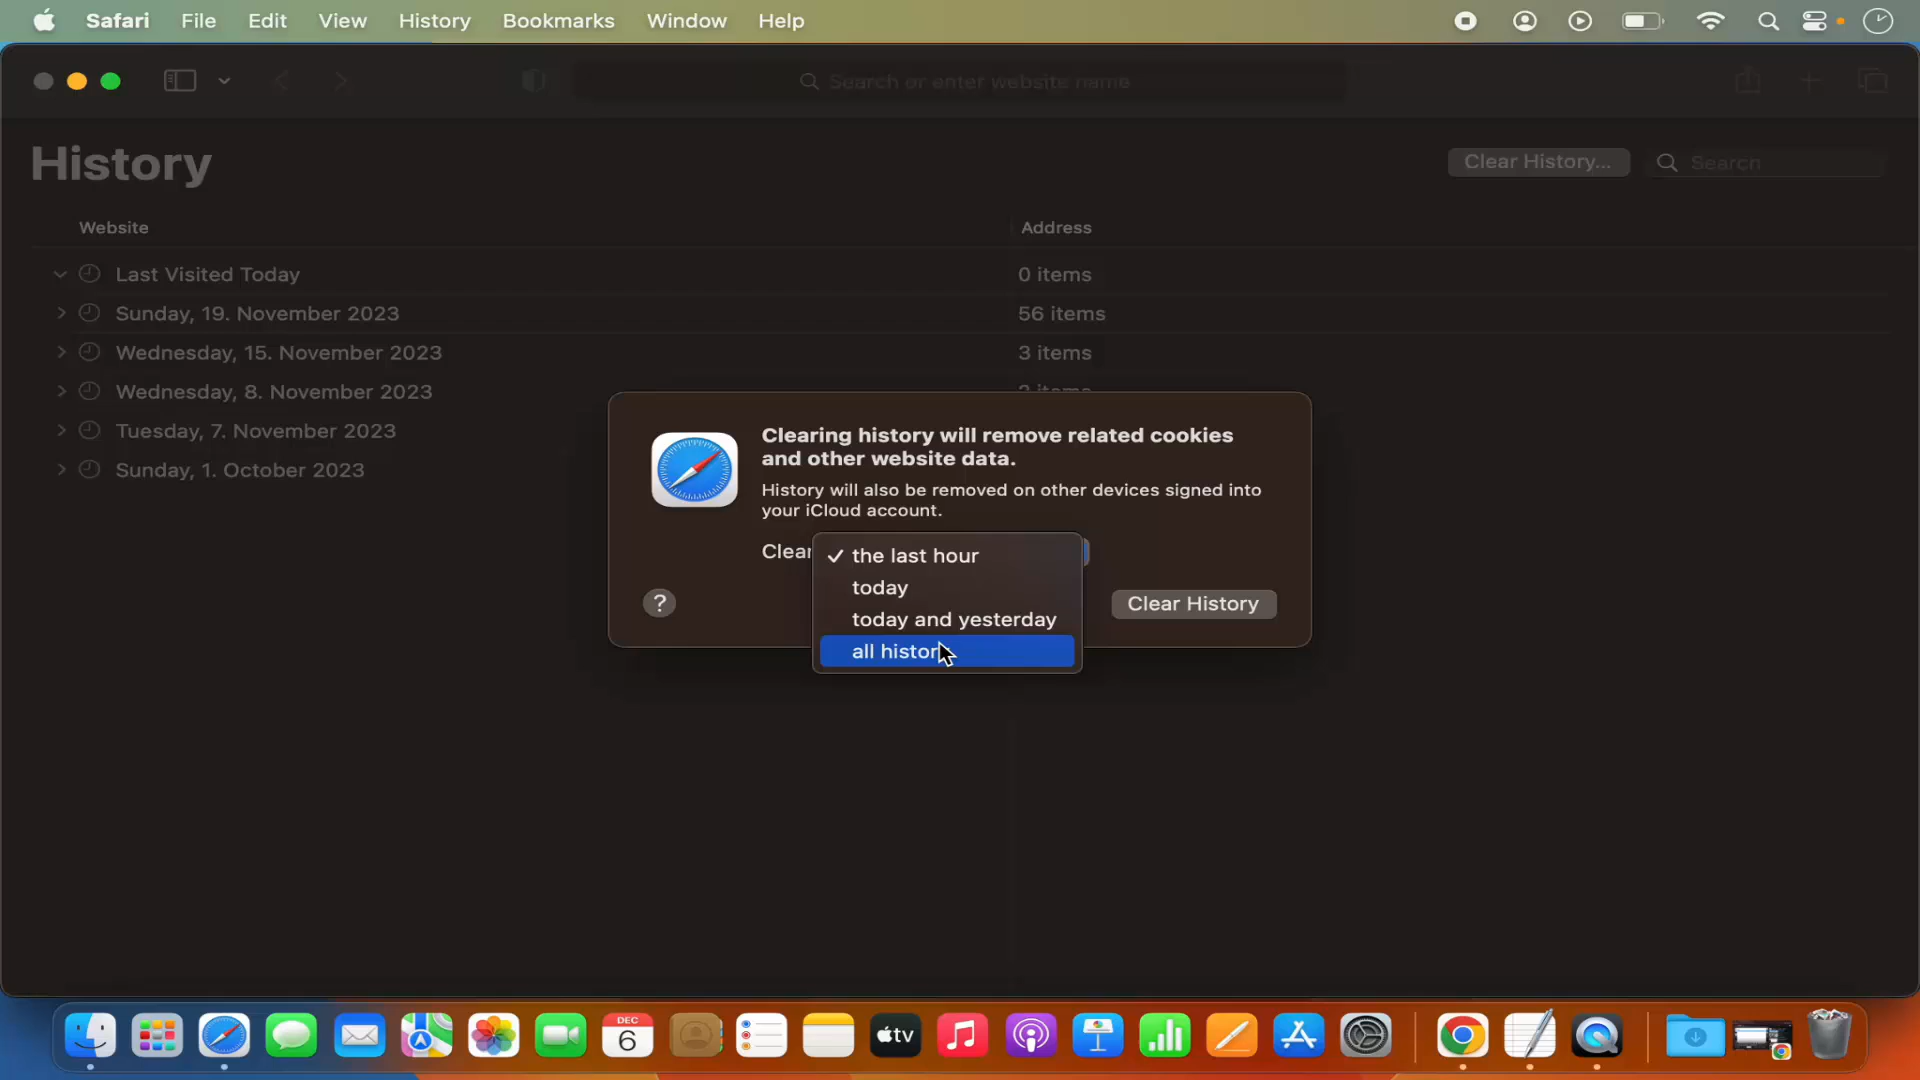 Safari File Edit View History Bookmarks Window Help
Search or enter website name
History
Clear History...
Search
Website Address
Last Visited Today 0 items
Sunday, 19. November 2023 56 items
Wednesday, 15. November 2023 3 items
Wednesday, 8. November 2023 items
Tuesday, 7. November 2023
Sunday, 1. October 2023
Clearing history will remove related cookies
and other website data.
History will also be removed on other devices signed into
your iCloud account.
Clear
✓ the last hour
today
today and yesterday
all history
?
Clear History
DEC
6
tv